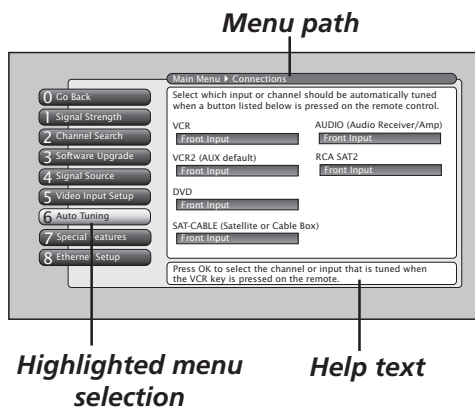 Menu path
Main Menu ▸ Connections
0 Go Back
1 Signal Strength
2 Channel Search
3 Software Upgrade
4 Signal Source
5 Video Input Setup
6 Auto Tuning
7 Special Features
8 Ethernet Setup
Select which input or channel should be automatically tuned
when a button listed below is pressed on the remote control.
VCR
Front Input
VCR2 (AUX default)
Front Input
DVD
Front Input
SAT-CABLE (Satellite or Cable Box)
Front Input
AUDIO (Audio Receiver/Amp)
Front Input
RCA SAT2
Front Input
Press OK to select the channel or input that is tuned when
the VCR key is pressed on the remote.
Highlighted menu
selection
Help text